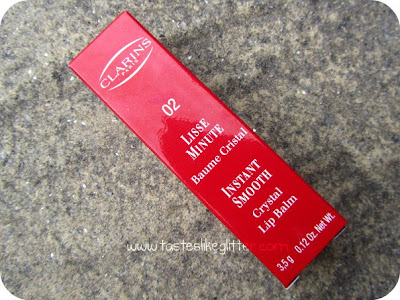 CLARINS
PARIS
02
LISSE
MINUTE
Baume Cristal
INSTANT
SMOOTH
Crystal
Lip Balm
3.5 g 0.12 Oz. Net Wt.
www.tasteslikeglitter.com